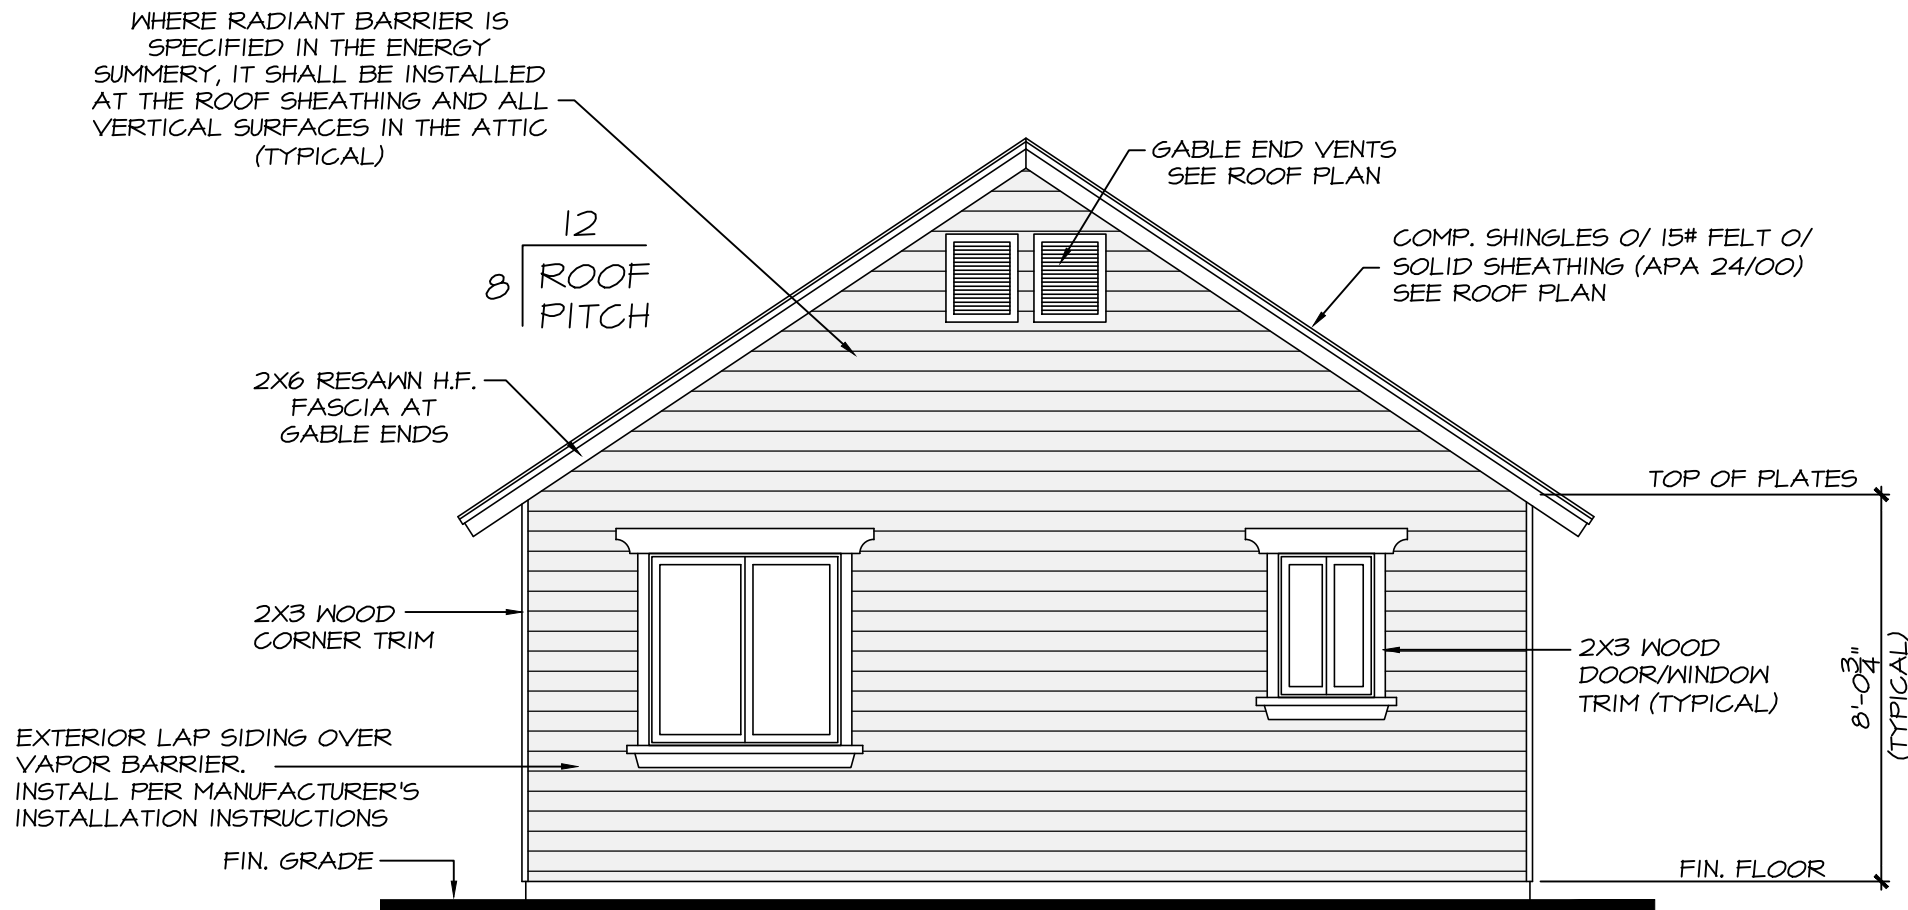 WHERE RADIANT BARRIER IS
SPECIFIED IN THE ENERGY
SUMMERY, IT SHALL BE INSTALLED
AT THE ROOF SHEATHING AND ALL
VERTICAL SURFACES IN THE ATTIC
(TYPICAL)
GABLE END VENTS
SEE ROOF PLAN
12
8
ROOF
PITCH
COMP. SHINGLES O/ 15# FELT O/
SOLID SHEATHING (APA 24/00)
SEE ROOF PLAN
2X6 RESAWN H.F.
FASCIA AT
GABLE ENDS
TOP OF PLATES
2X3 WOOD
CORNER TRIM
2X3 WOOD
DOOR/WINDOW
TRIM (TYPICAL)
8'-0 3/4"
(TYPICAL)
EXTERIOR LAP SIDING OVER
VAPOR BARRIER.
INSTALL PER MANUFACTURER'S
INSTALLATION INSTRUCTIONS
FIN. GRADE
FIN. FLOOR